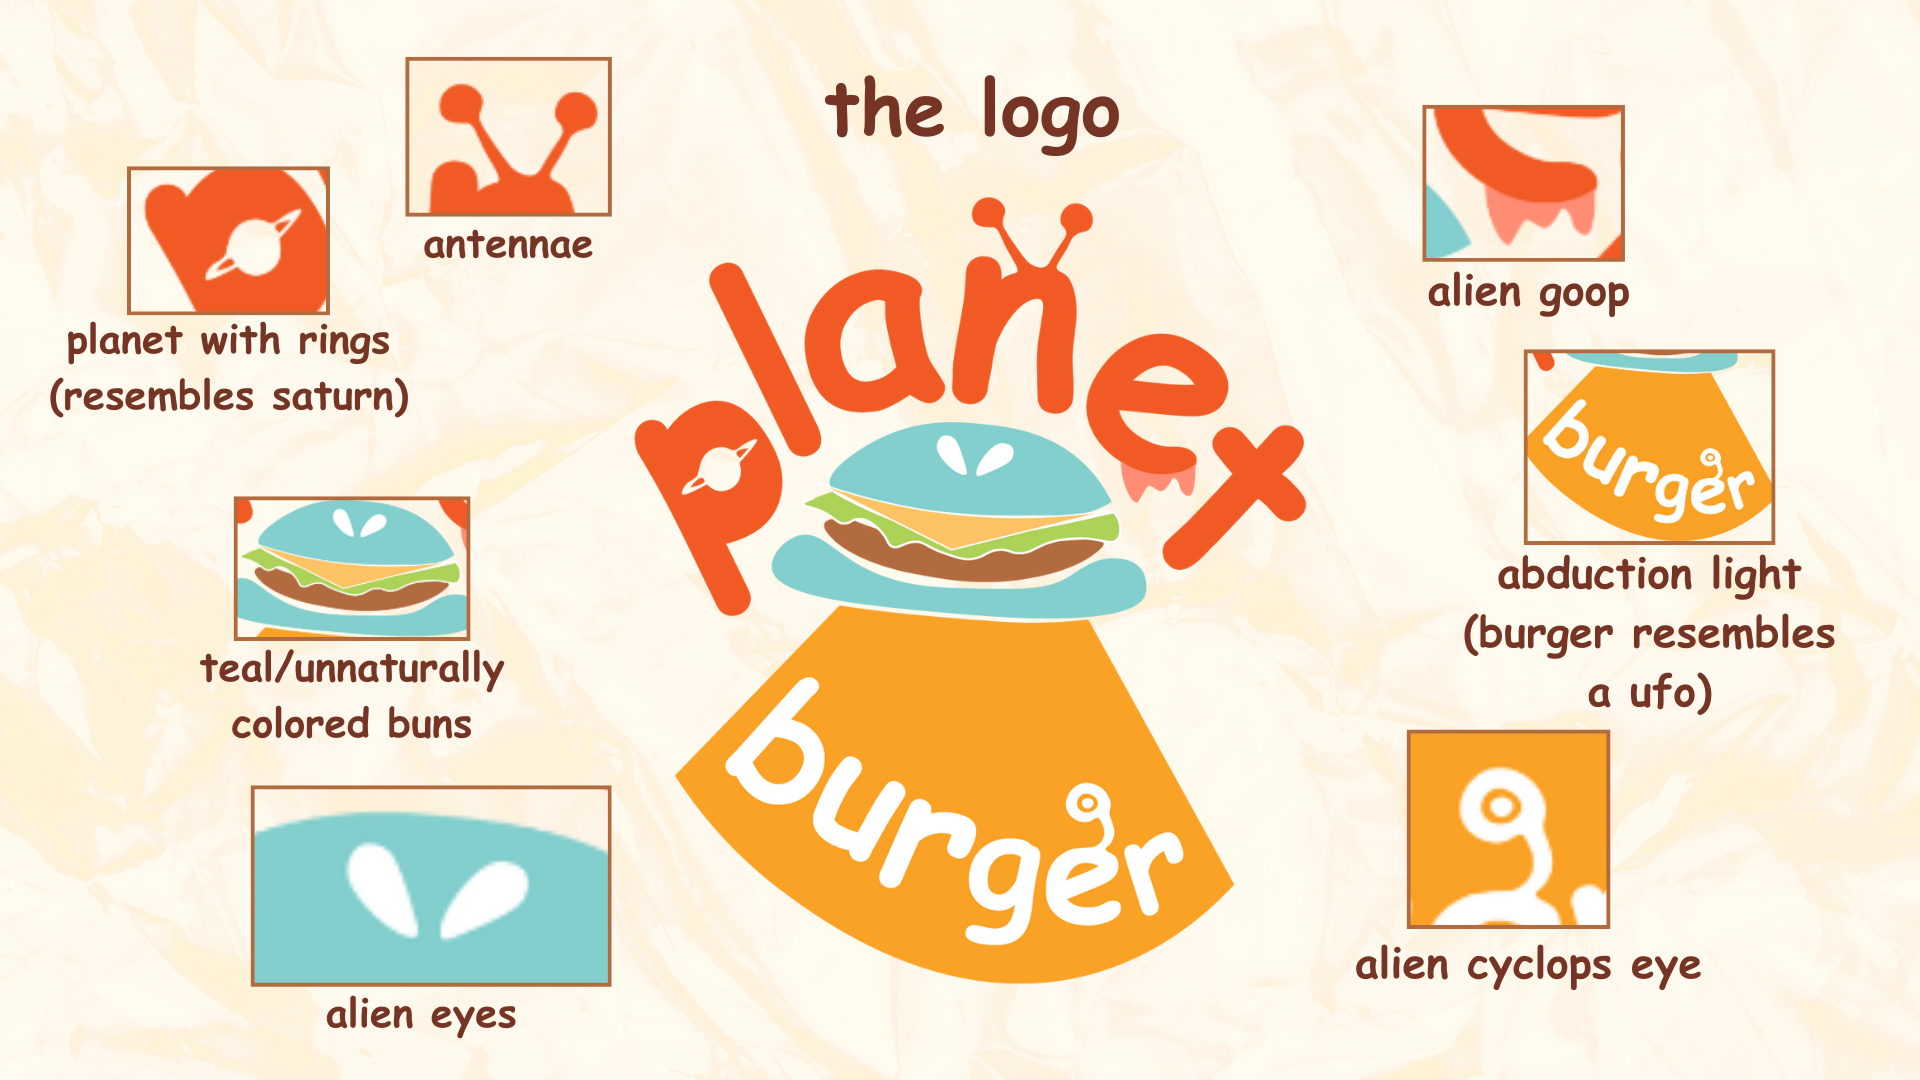 the logo
antennae
planet with rings
(resembles saturn)
teal/unnaturally
colored buns
alien eyes
planet
burger
alien goop
burger
abduction light
(burger resembles
a ufo)
alien cyclops eye